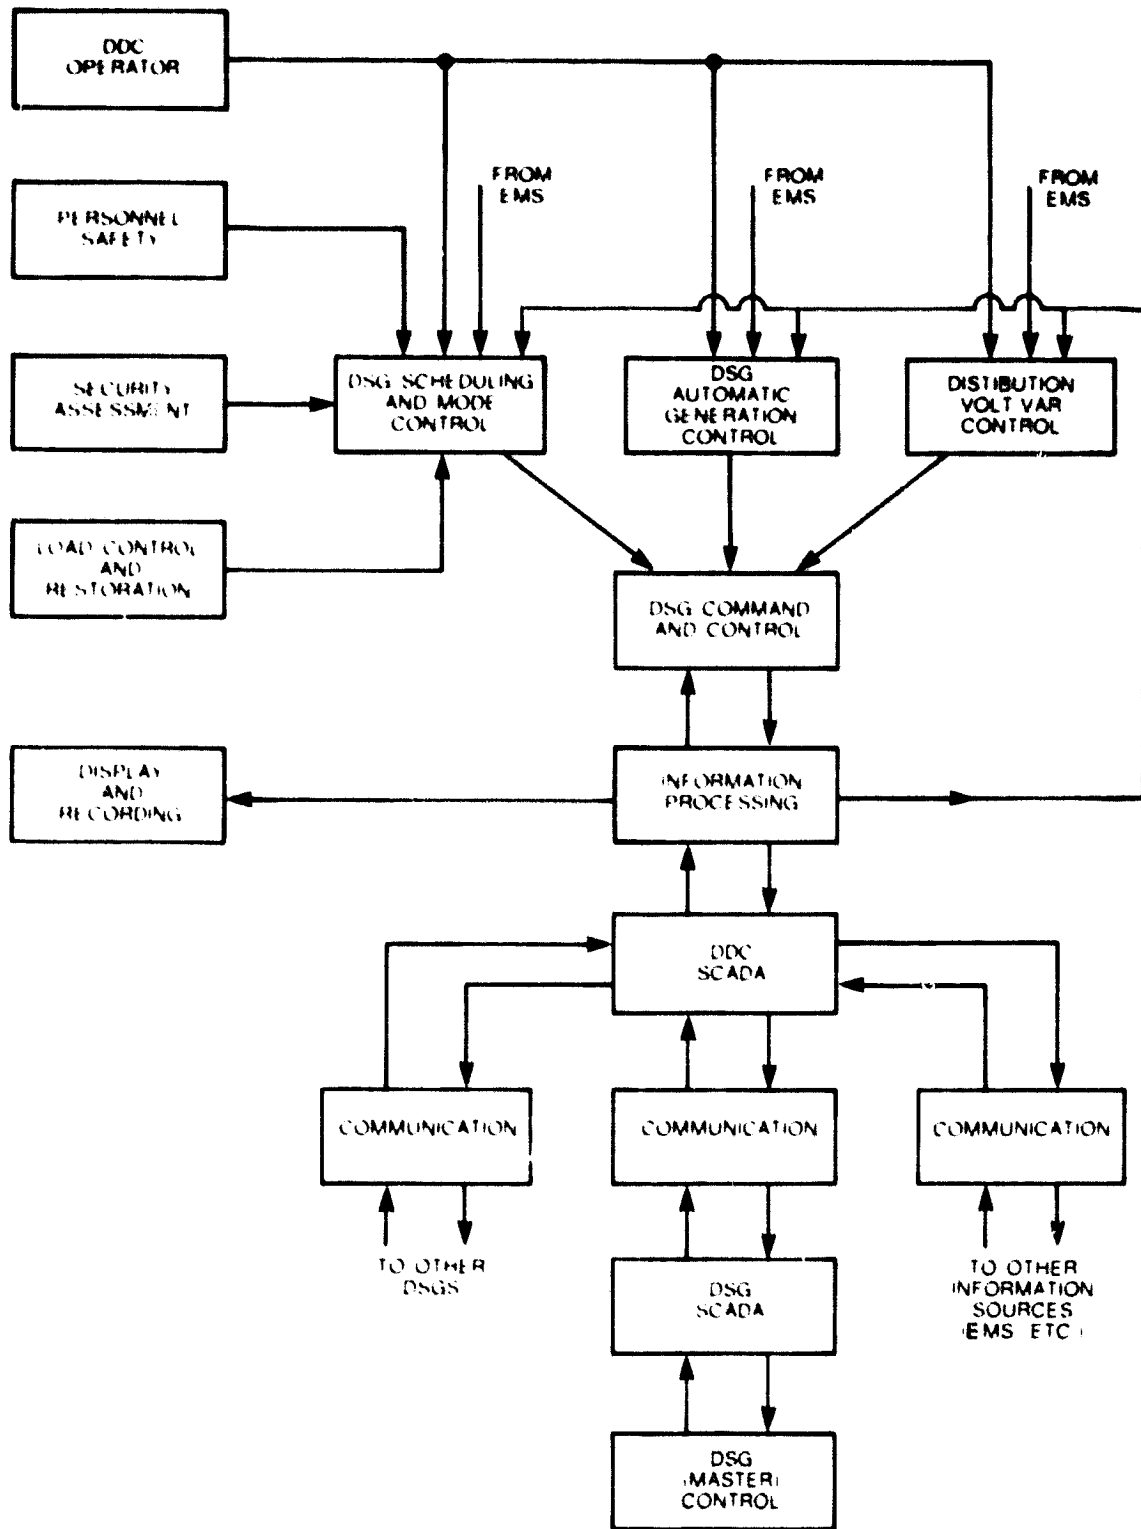 DDC
OPERATOR
PERSONNEL
SAFETY
FROM
EMS
FROM
EMS
FROM
EMS
SECURITY
ASSESSMENT
DSG SCHEDULING
AND MODE
CONTROL
DSG
AUTOMATIC
GENERATION
CONTROL
DISTIBUTION
VOLT VAR
CONTROL
LOAD CONTROL
AND
RESTORATION
DSG COMMAND
AND CONTROL
DISPLAY
AND
RECORDING
INFORMATION
PROCESSING
DDC
SCADA
COMMUNICATION
COMMUNICATION
COMMUNICATION
TO OTHER
DSGS
DSG
SCADA
TO OTHER
INFORMATION
SOURCES
(EMS ETC)
DSG
(MASTER)
CONTROL